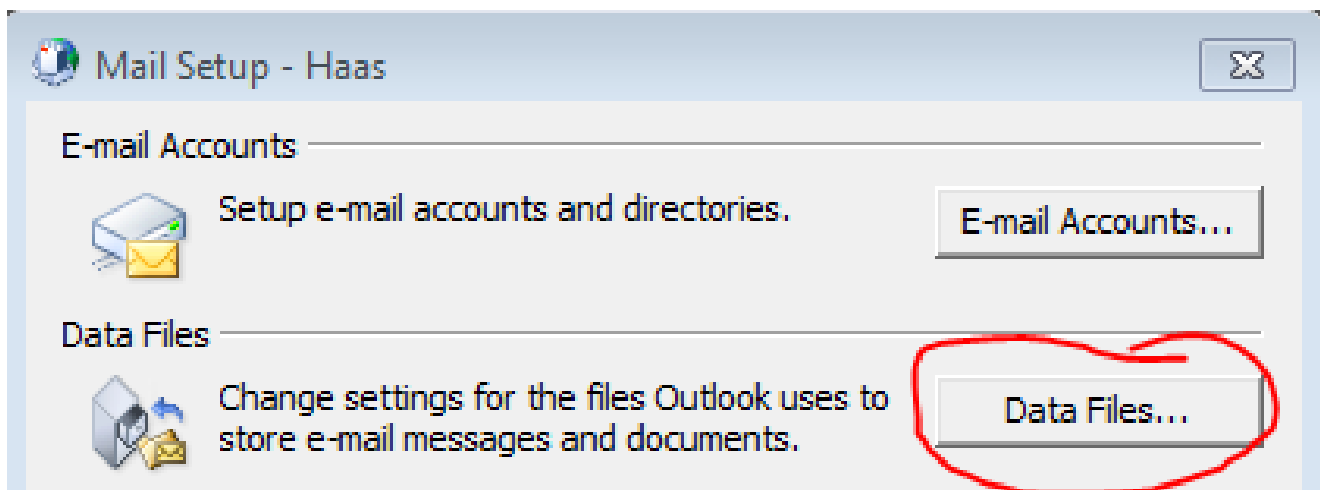 Mail Setup - Haas
E-mail Accounts
Setup e-mail accounts and directories.
E-mail Accounts...
Data Files
Change settings for the files Outlook uses to
store e-mail messages and documents.
Data Files...